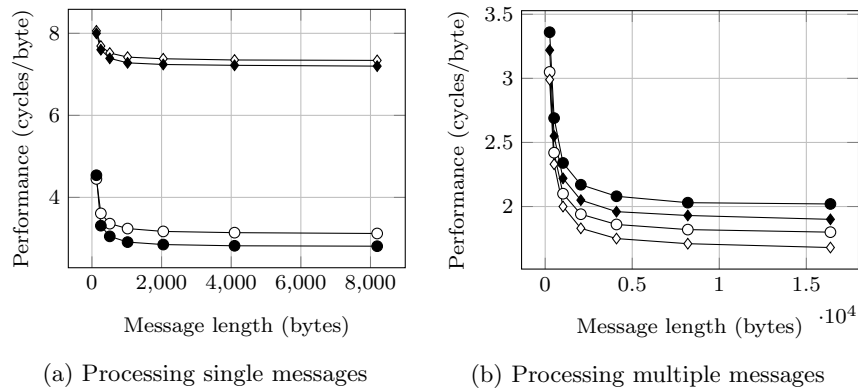 8
6
4
0
2,000
4,000
6,000
8,000
Performance (cycles/byte)
Message length (bytes)
(a) Processing single messages
3.5
3
2.5
2
0
0.5
1
1.5
·10⁴
Performance (cycles/byte)
Message length (bytes)
(b) Processing multiple messages